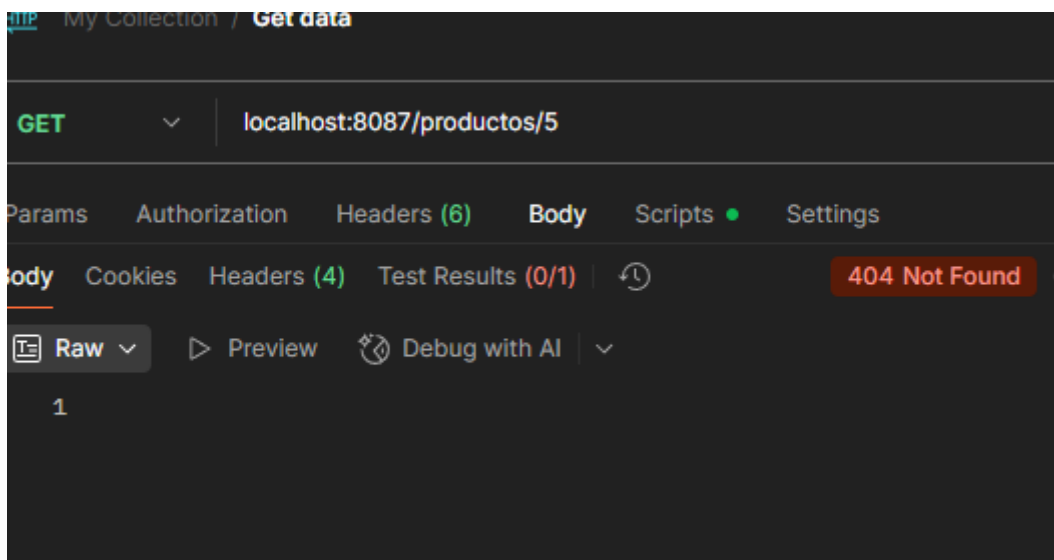 HTTP My Collection / Get data
GET localhost:8087/productos/5
Params Authorization Headers (6) Body Scripts Settings
Body Cookies Headers (4) Test Results (0/1) 404 Not Found
Raw Preview Debug with AI
1